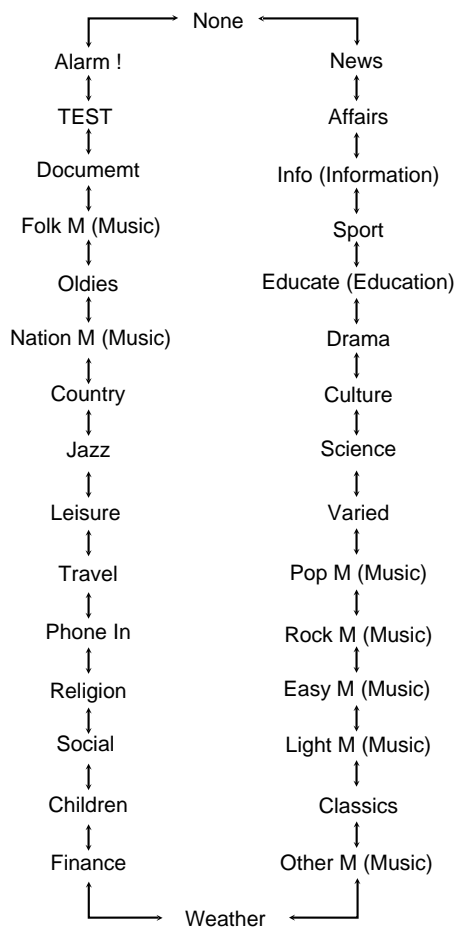 None
Alarm !
TEST
Documemt
Folk M (Music)
Oldies
Nation M (Music)
Country
Jazz
Leisure
Travel
Phone In
Religion
Social
Children
Finance
News
Affairs
Info (Information)
Sport
Educate (Education)
Drama
Culture
Science
Varied
Pop M (Music)
Rock M (Music)
Easy M (Music)
Light M (Music)
Classics
Other M (Music)
Weather